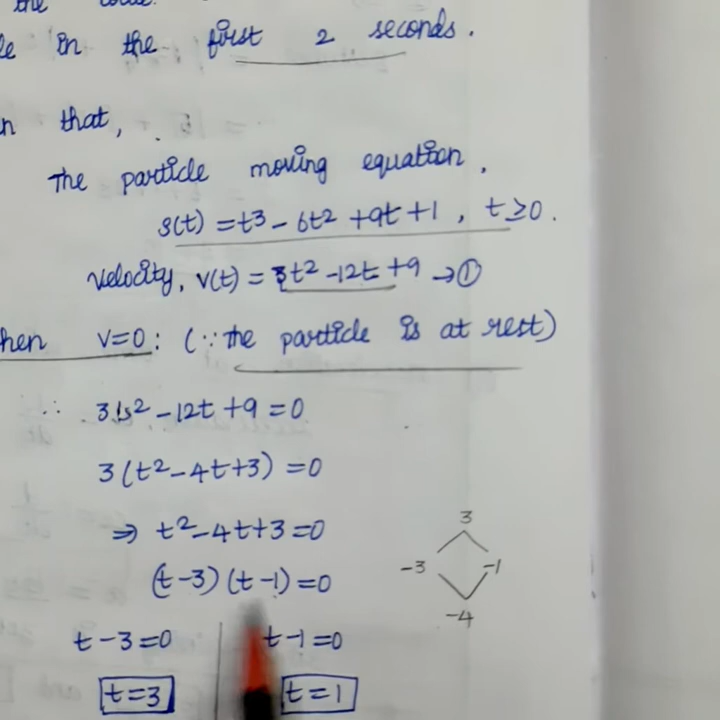 in the first 2 seconds.
that,
The particle moving equation,
s(t) = t³ - 6t² + 9t + 1, t ≥ 0.
Velocity, v(t) = 3t² - 12t + 9 → ①
v=0: (∵ the particle is at rest)
∴ 3t² - 12t + 9 = 0
3(t² - 4t + 3) = 0
⇒ t² - 4t + 3 = 0
(t-3)(t-1) = 0
3
-3 -1
-4
t-3=0 t-1=0
t=3 t=1